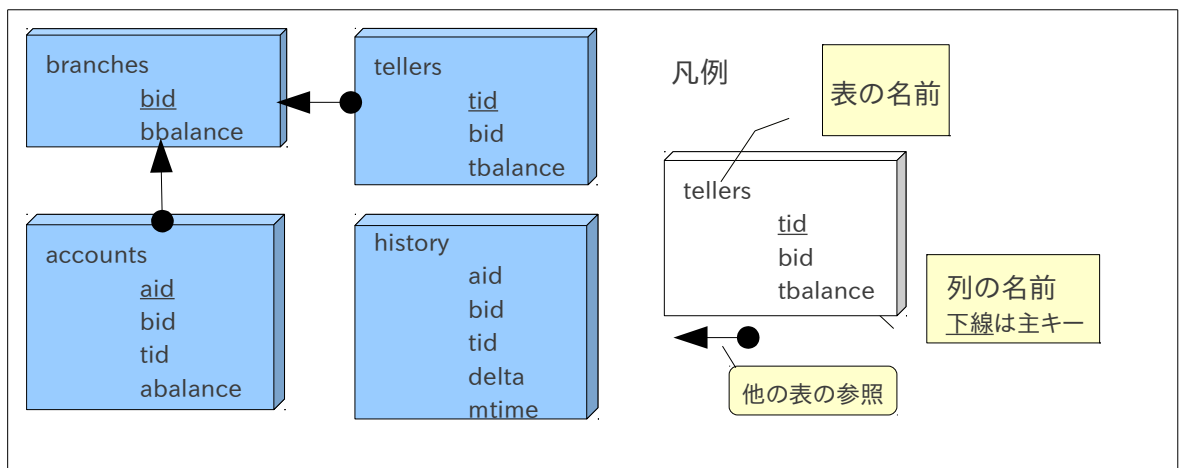 branches
bid
bbalance
tellers
tid
bid
tbalance
accounts
aid
bid
tid
abalance
history
aid
bid
tid
delta
mtime
凡例
表の名前
tellers
tid
bid
tbalance
列の名前
下線は主キー
他の表の参照